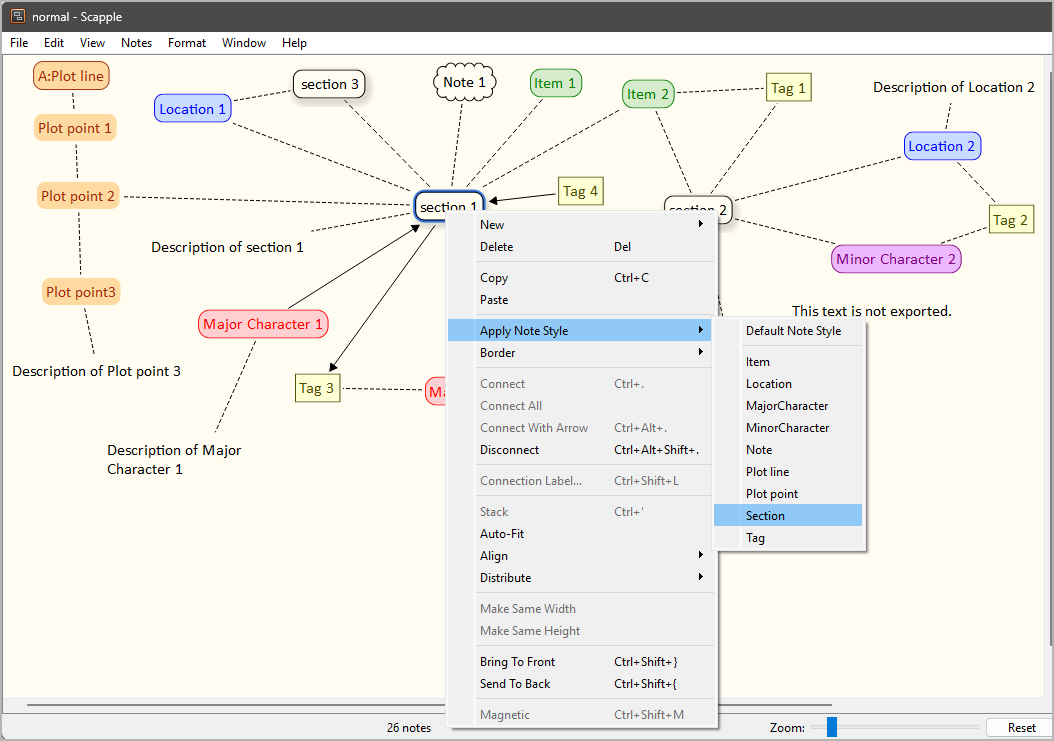 normal - Scapple
File Edit View Notes Format Window Help
A:Plot line
Plot point 1
Plot point 2
Plot point3
Description of Plot point 3
Location 1
section 3
Note 1
Item 1
Item 2
Tag 1
Description of Location 2
Location 2
Tag 2
Minor Character 2
This text is not exported.
Tag 4
section 1
section 2
Description of section 1
Major Character 1
Tag 3
Ma
Description of Major
Character 1
New
Delete Del
Copy Ctrl+C
Paste
Apply Note Style
Border
Connect Ctrl+.
Connect All
Connect With Arrow Ctrl+Alt+.
Disconnect Ctrl+Alt+Shift+.
Connection Label... Ctrl+Shift+L
Stack Ctrl+'
Auto-Fit
Align
Distribute
Make Same Width
Make Same Height
Bring To Front Ctrl+Shift+}
Send To Back Ctrl+Shift+{
Magnetic Ctrl+Shift+M
Default Note Style
Item
Location
MajorCharacter
MinorCharacter
Note
Plot line
Plot point
Section
Tag
26 notes
Zoom:
Reset